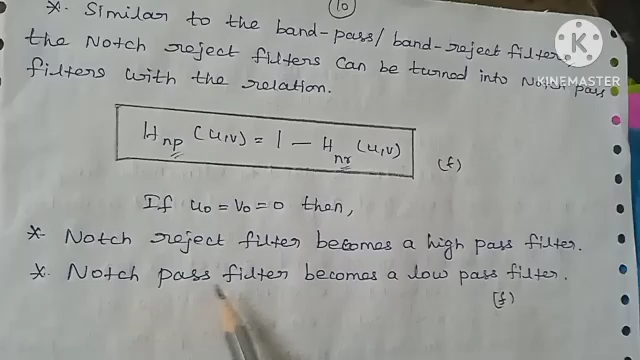 10
*. Similar to the band-pass/ band-reject filters
the Notch reject filters can be turned into Notch pass
filters with the relation.
KINEMASTER
Hnp (u,v) = 1 - Hnr (u,v)
(f)
If u0 = v0 = 0 then,
* Notch reject filter becomes a high pass filter.
* Notch pass filter becomes a low pass filter.
(f)